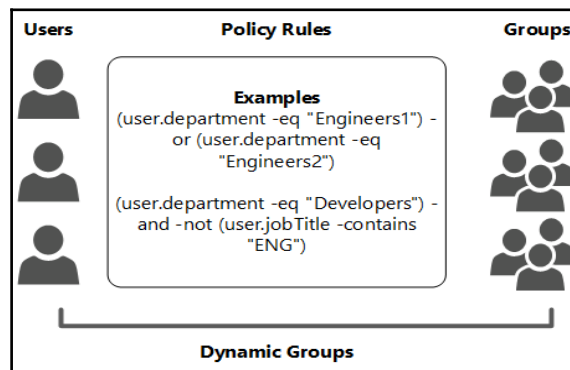 Users
Policy Rules
Groups
Examples
(user.department -eq "Engineers1") -
or (user.department -eq
"Engineers2")
(user.department -eq "Developers") -
and -not (user.jobTitle -contains
"ENG")
Dynamic Groups